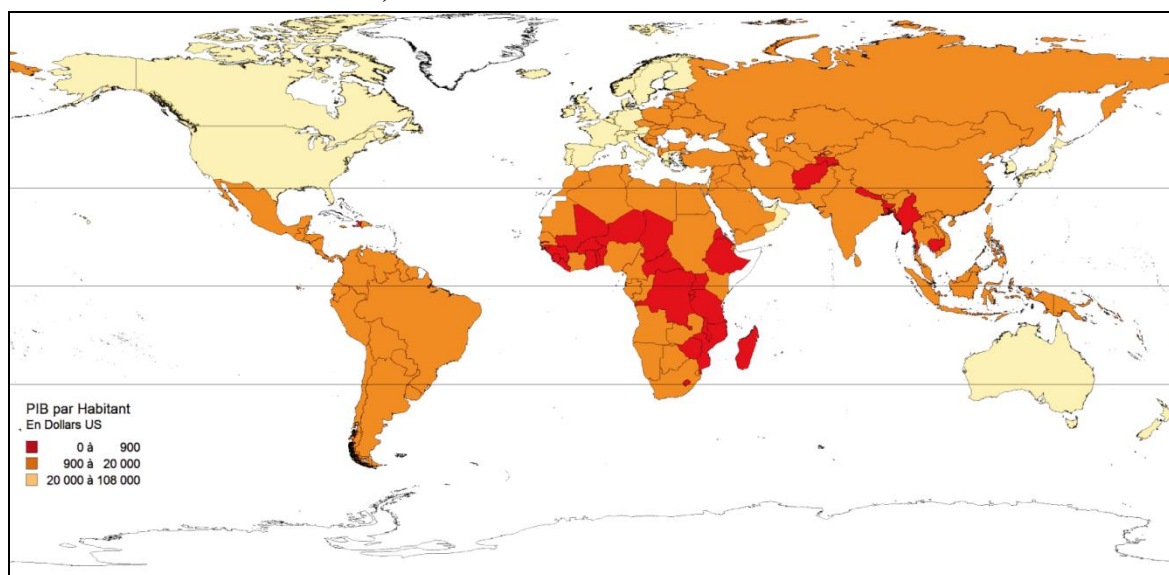 PIB par Habitant
En Dollars US
0 à 900
900 à 20 000
20 000 à 108 000